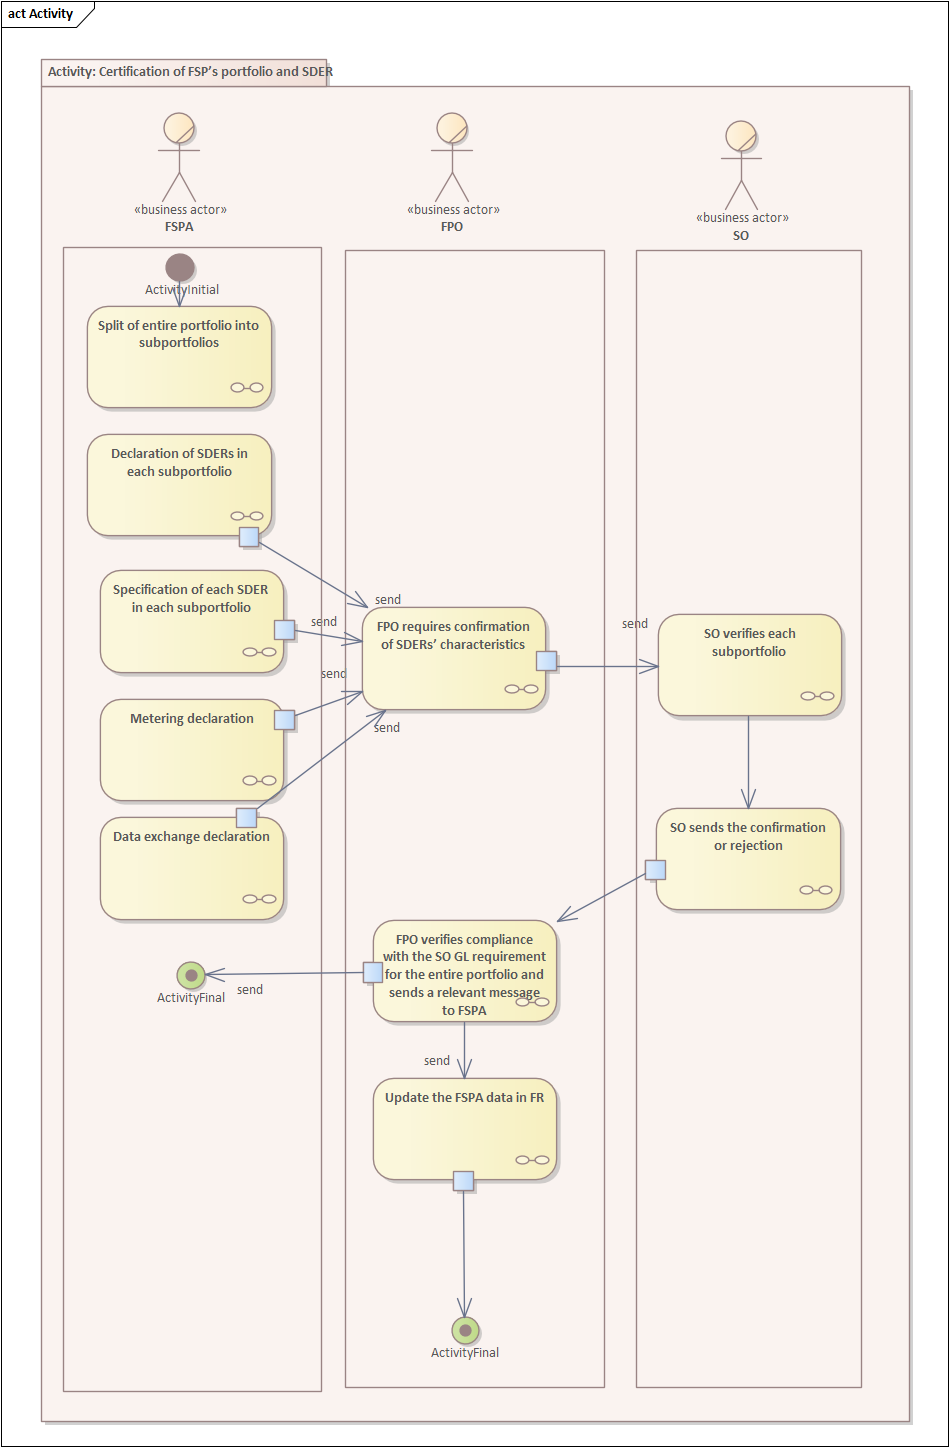 act Activity
Activity: Certification of FSP's portfolio and SDER
«business actor»
FSPA
«business actor»
FPO
«business actor»
SO
ActivityInitial
Split of entire portfolio into
subportfolios
Declaration of SDERs in
each subportfolio
send
Specification of each SDER
in each subportfolio
send
FPO requires confirmation
of SDERs’ characteristics
send
SO verifies each
subportfolio
send
Metering declaration
send
Data exchange declaration
SO sends the confirmation
or rejection
FPO verifies compliance
with the SO GL requirement
for the entire portfolio and
sends a relevant message
to FSPA
send
ActivityFinal
send
Update the FSPA data in FR
ActivityFinal